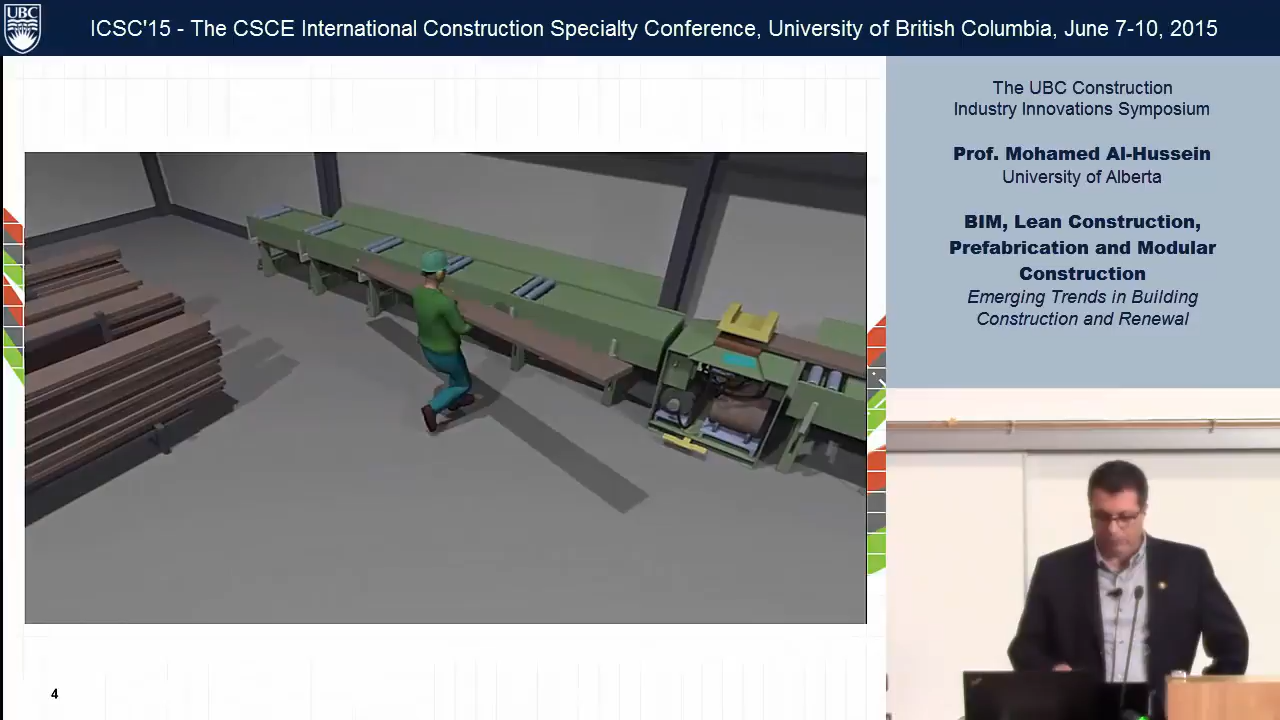 UBC
ICSC'15 - The CSCE International Construction Specialty Conference, University of British Columbia, June 7-10, 2015
The UBC Construction
Industry Innovations Symposium
Prof. Mohamed Al-Hussein
University of Alberta
BIM, Lean Construction,
Prefabrication and Modular
Construction
Emerging Trends in Building
Construction and Renewal
4